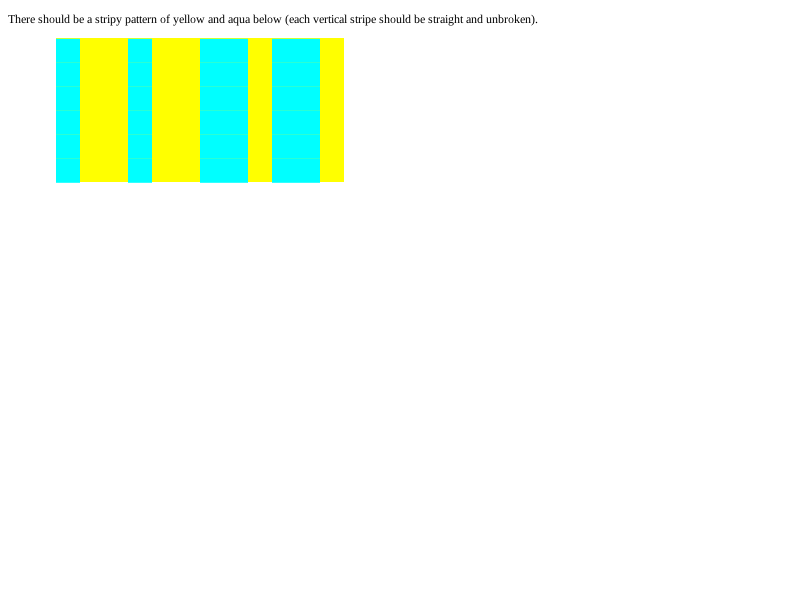 There should be a stripy pattern of yellow and aqua below (each vertical stripe should be straight and unbroken).